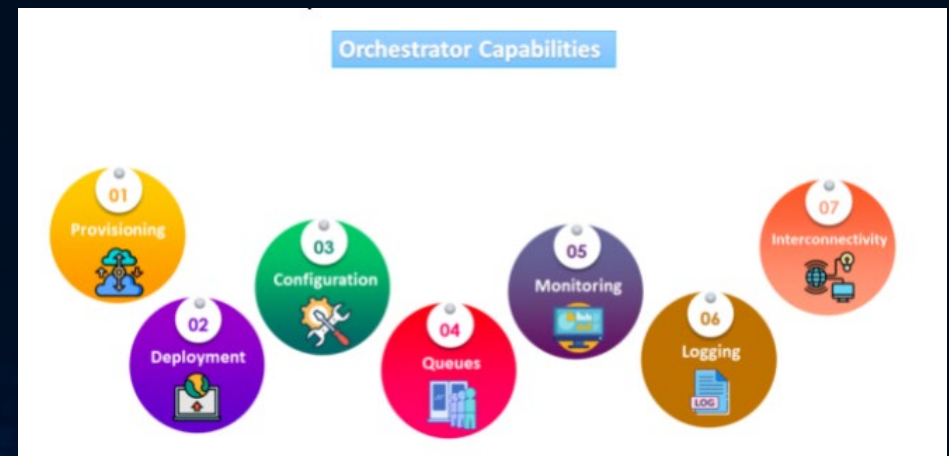 Orchestrator Capabilities
01
Provisioning
02
Deployment
03
Configuration
04
Queues
05
Monitoring
06
Logging
LOG
07
Interconnectivity